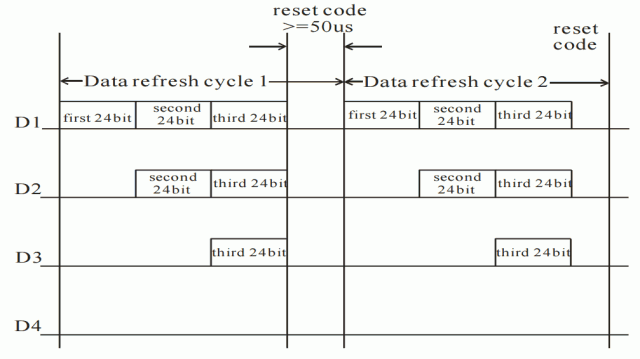 reset code
>=50us
reset
code
Data refresh cycle 1
Data refresh cycle 2
D1
first 24bit
second
24bit
third 24bit
first 24bit
second
24bit
third 24bit
D2
second
24bit
third 24bit
second
24bit
third 24bit
D3
third 24bit
third 24bit
D4